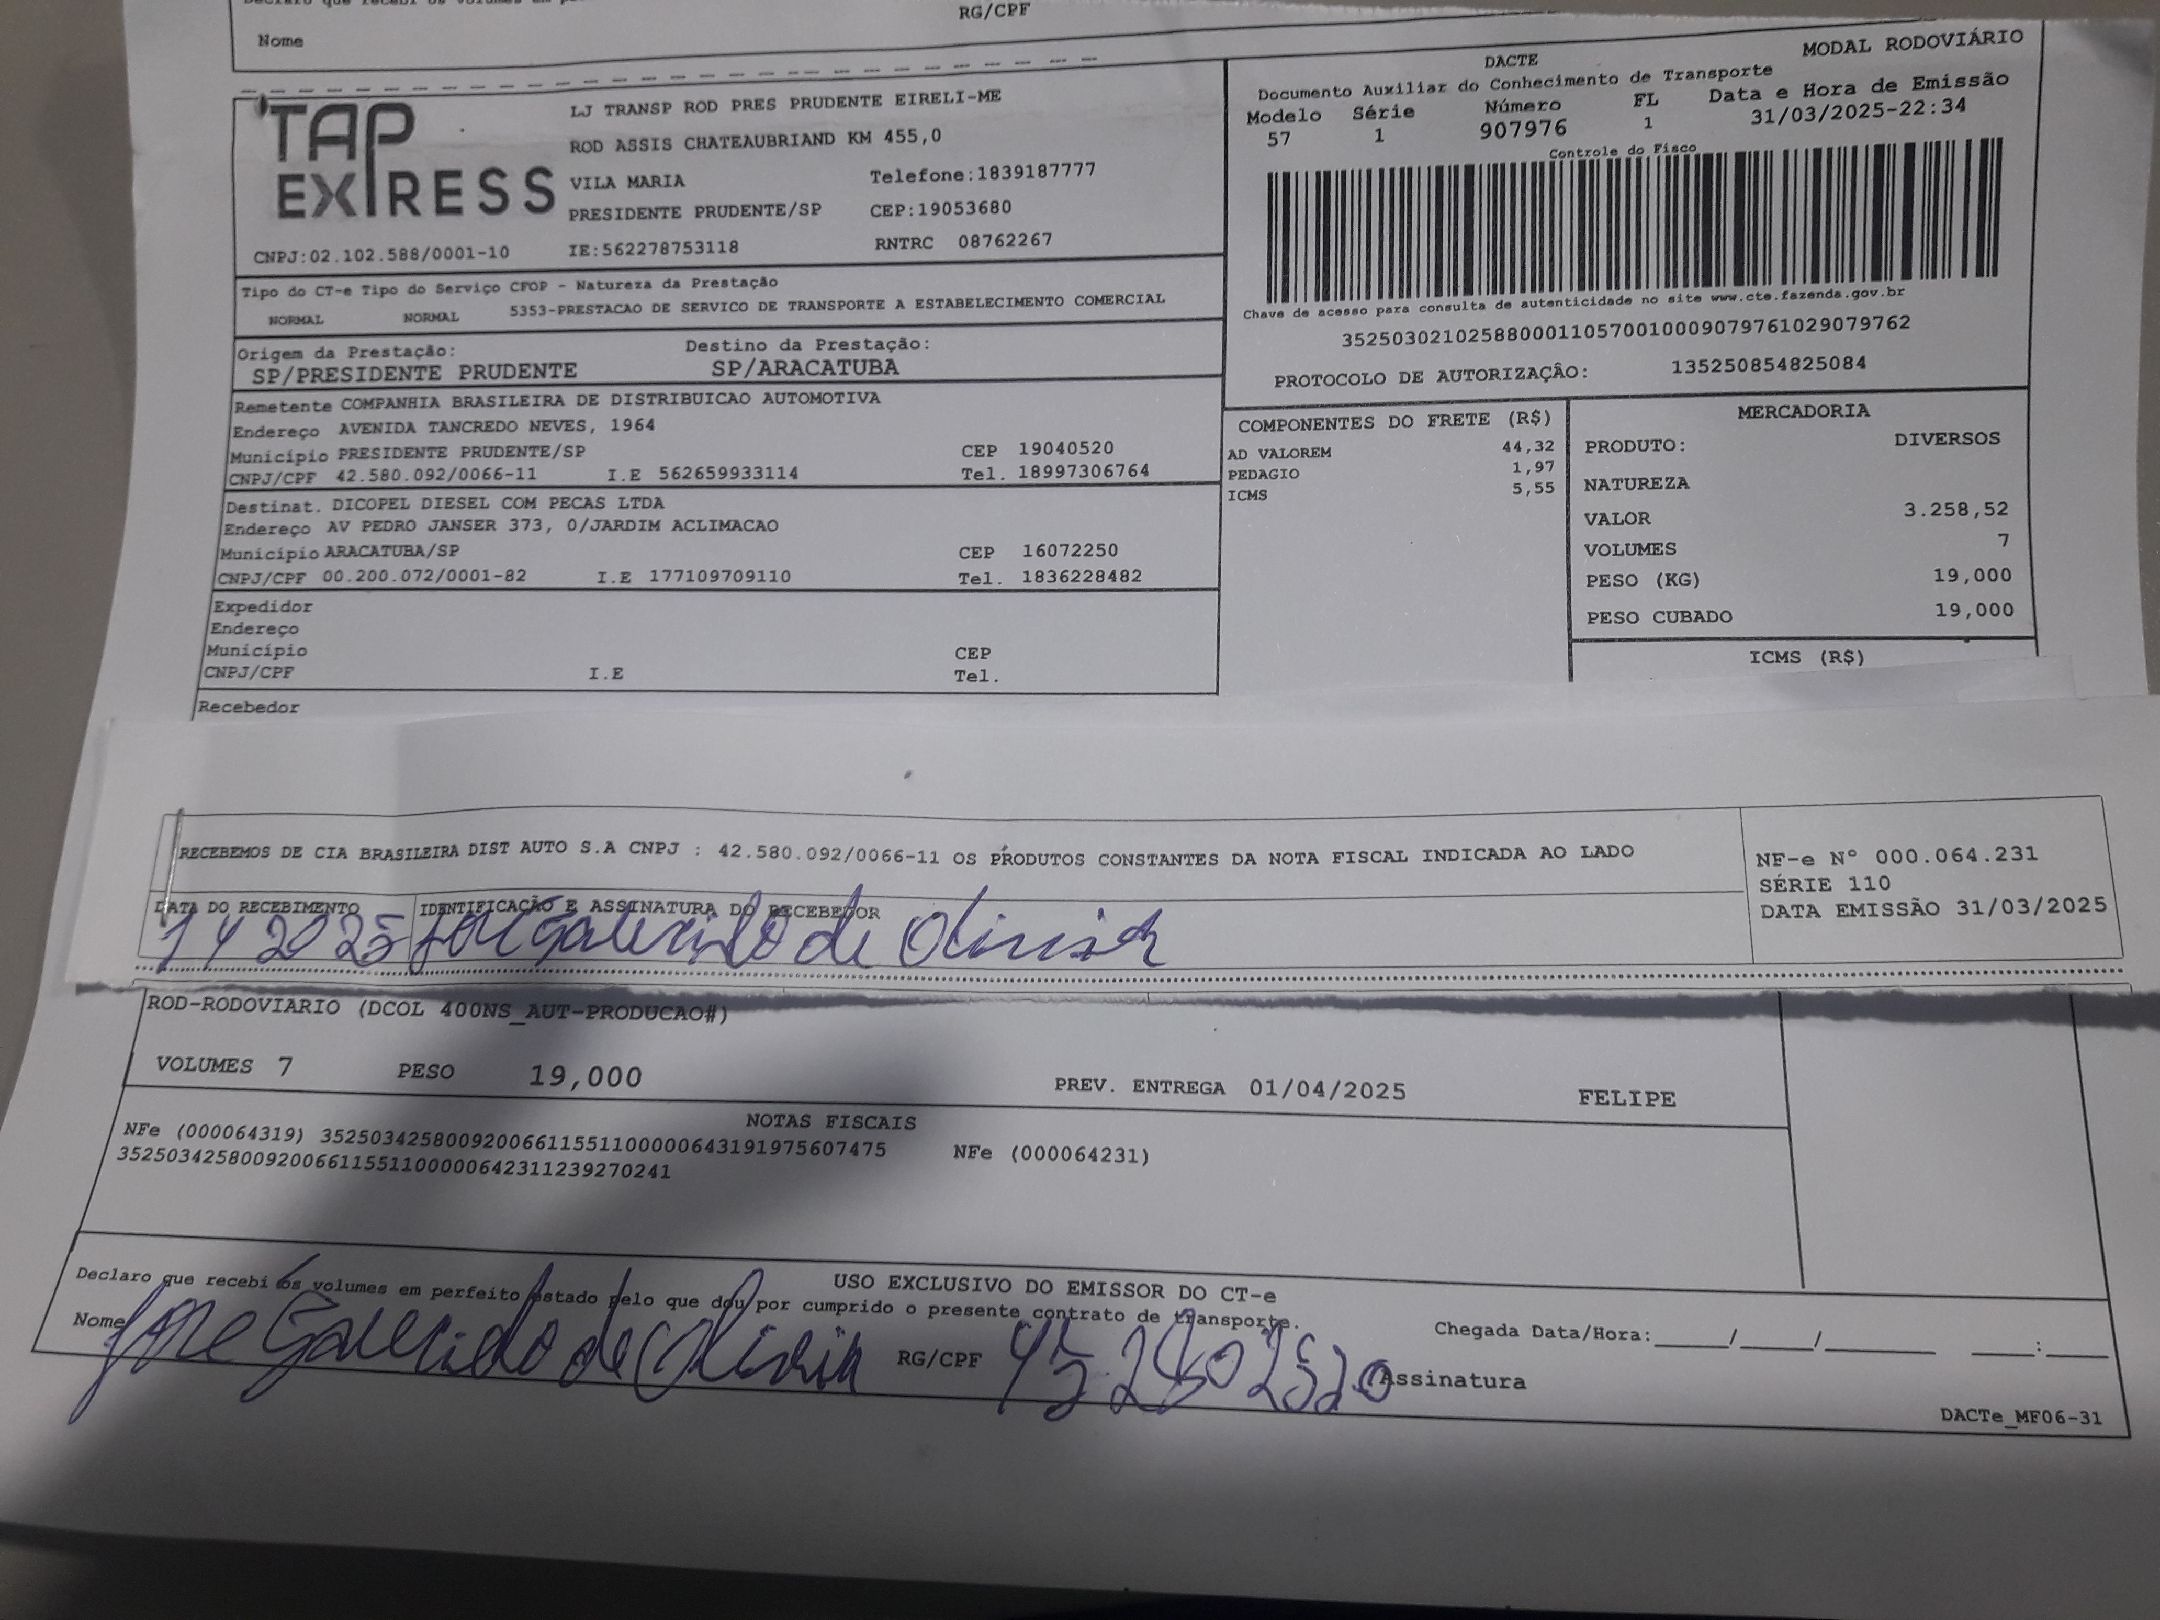 RG/CPF
Nome
MODAL RODOVIÁRIO
DACTE
Documento Auxiliar do Conhecimento de Transporte
Modelo Série Número FL Data e Hora de Emissão
57 1 907976 1 31/03/2025-22:34
Controle do Fisco
TAP EXPRESS
LJ TRANSP ROD PRES PRUDENTE EIRELI-ME
ROD ASSIS CHATEAUBRIAND KM 455,0
VILA MARIA Telefone:1839187777
PRESIDENTE PRUDENTE/SP CEP:19053680
CNPJ:02.102.588/0001-10 IE:562278753118 RNTRC 08762267
Chave de acesso para consulta de autenticidade no site www.cte.fazenda.gov.br
35250302102588000110570010009079761029079762
PROTOCOLO DE AUTORIZAÇÂO: 135250854825084
Tipo do CT-e Tipo do Serviço CFOP - Natureza da Prestação
NORMAL NORMAL 5353-PRESTACAO DE SERVICO DE TRANSPORTE A ESTABELECIMENTO COMERCIAL
Origem da Prestação: Destino da Prestação:
SP/PRESIDENTE PRUDENTE SP/ARACATUBA
Remetente COMPANHIA BRASILEIRA DE DISTRIBUICAO AUTOMOTIVA
Endereço AVENIDA TANCREDO NEVES, 1964
Município PRESIDENTE PRUDENTE/SP CEP 19040520
CNPJ/CPF 42.580.092/0066-11 I.E 562659933114 Tel. 18997306764
Destinat. DICOPEL DIESEL COM PECAS LTDA
Endereço AV PEDRO JANSER 373, 0/JARDIM ACLIMACAO
Município ARACATUBA/SP CEP 16072250
CNPJ/CPF 00.200.072/0001-82 I.E 177109709110 Tel. 1836228482
Expedidor
Endereço
Município CEP
CNPJ/CPF I.E Tel.
Recebedor
COMPONENTES DO FRETE (R$)
AD VALOREM 44,32
PEDAGIO 1,97
ICMS 5,55
MERCADORIA
PRODUTO: DIVERSOS
NATUREZA
VALOR 3.258,52
VOLUMES 7
PESO (KG) 19,000
PESO CUBADO 19,000
ICMS (R$)
RECEBEMOS DE CIA BRASILEIRA DIST AUTO S.A CNPJ : 42.580.092/0066-11 OS PRODUTOS CONSTANTES DA NOTA FISCAL INDICADA AO LADO
NF-e N° 000.064.231
SÉRIE 110
DATA EMISSÃO 31/03/2025
DATA DO RECEBIMENTO IDENTIFICAÇÃO E ASSINATURA DO RECEBEDOR
1 4 2025 de Oliveira
ROD-RODOVIARIO (DCOL 400NS_AUT-PRODUCAO#)
VOLUMES 7 PESO 19,000 PREV. ENTREGA 01/04/2025 FELIPE
NOTAS FISCAIS
NFe (000064319) 35250342580092006611551100000643191975607475 NFe (000064231)
35250342580092006611551100000642311239270241
USO EXCLUSIVO DO EMISSOR DO CT-e
Declaro que recebi os volumes em perfeito estado pelo que dou por cumprido o presente contrato de transporte.
Nome José de Oliveira RG/CPF Chegada Data/Hora:____/____/______ ___:___
Assinatura
DACTe_MF06-31